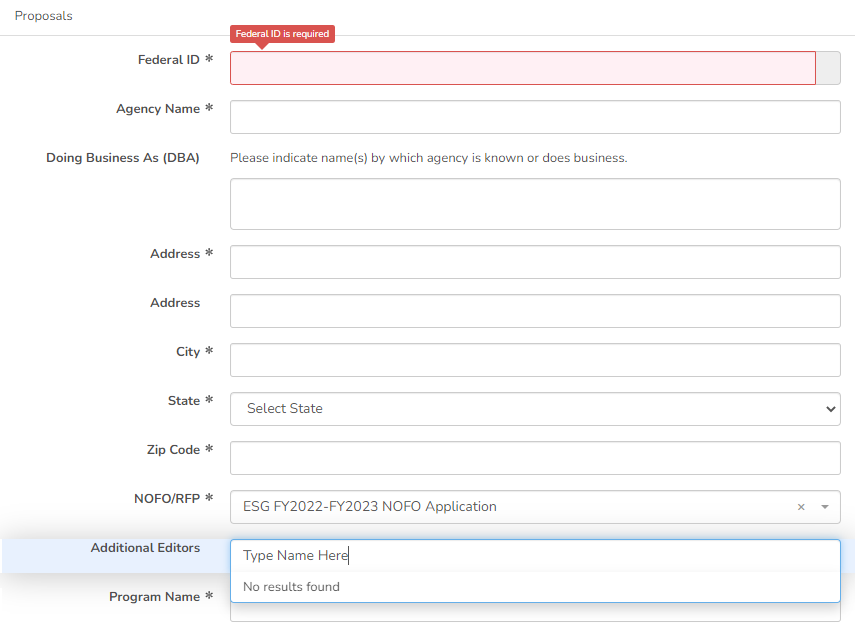 Proposals
Federal ID is required
Federal ID *
Agency Name *
Doing Business As (DBA) Please indicate name(s) by which agency is known or does business.
Address *
Address
City *
State * Select State
Zip Code *
NOFO/RFP * ESG FY2022-FY2023 NOFO Application × 
Additional Editors Type Name Here
No results found
Program Name *